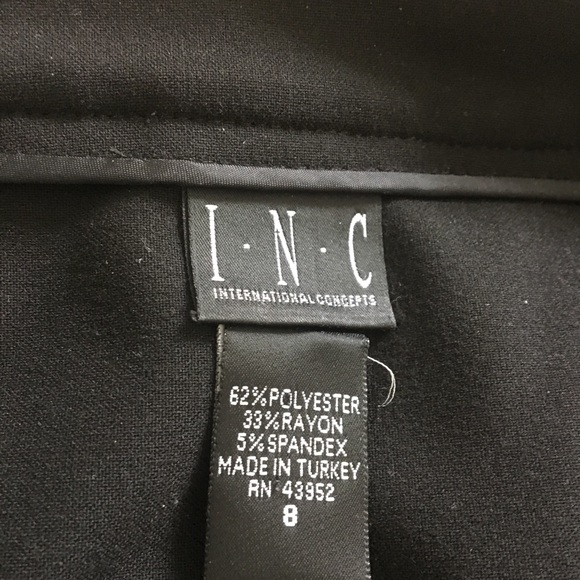 I · N · C
INTERNATIONAL CONCEPTS
62%POLYESTER
33%RAYON
5%SPANDEX
MADE IN TURKEY
RN 43952
8